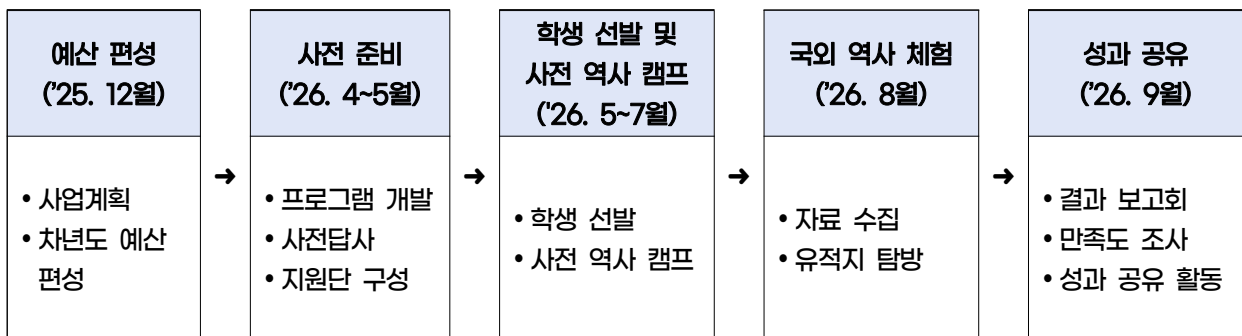 예산 편성
('25. 12월)
• 사업계획
• 차년도 예산
편성
➜
사전 준비
('26. 4~5월)
• 프로그램 개발
• 사전답사
• 지원단 구성
➜
학생 선발 및
사전 역사 캠프
('26. 5~7월)
• 학생 선발
• 사전 역사 캠프
➜
국외 역사 체험
('26. 8월)
• 자료 수집
• 유적지 탐방
➜
성과 공유
('26. 9월)
• 결과 보고회
• 만족도 조사
• 성과 공유 활동